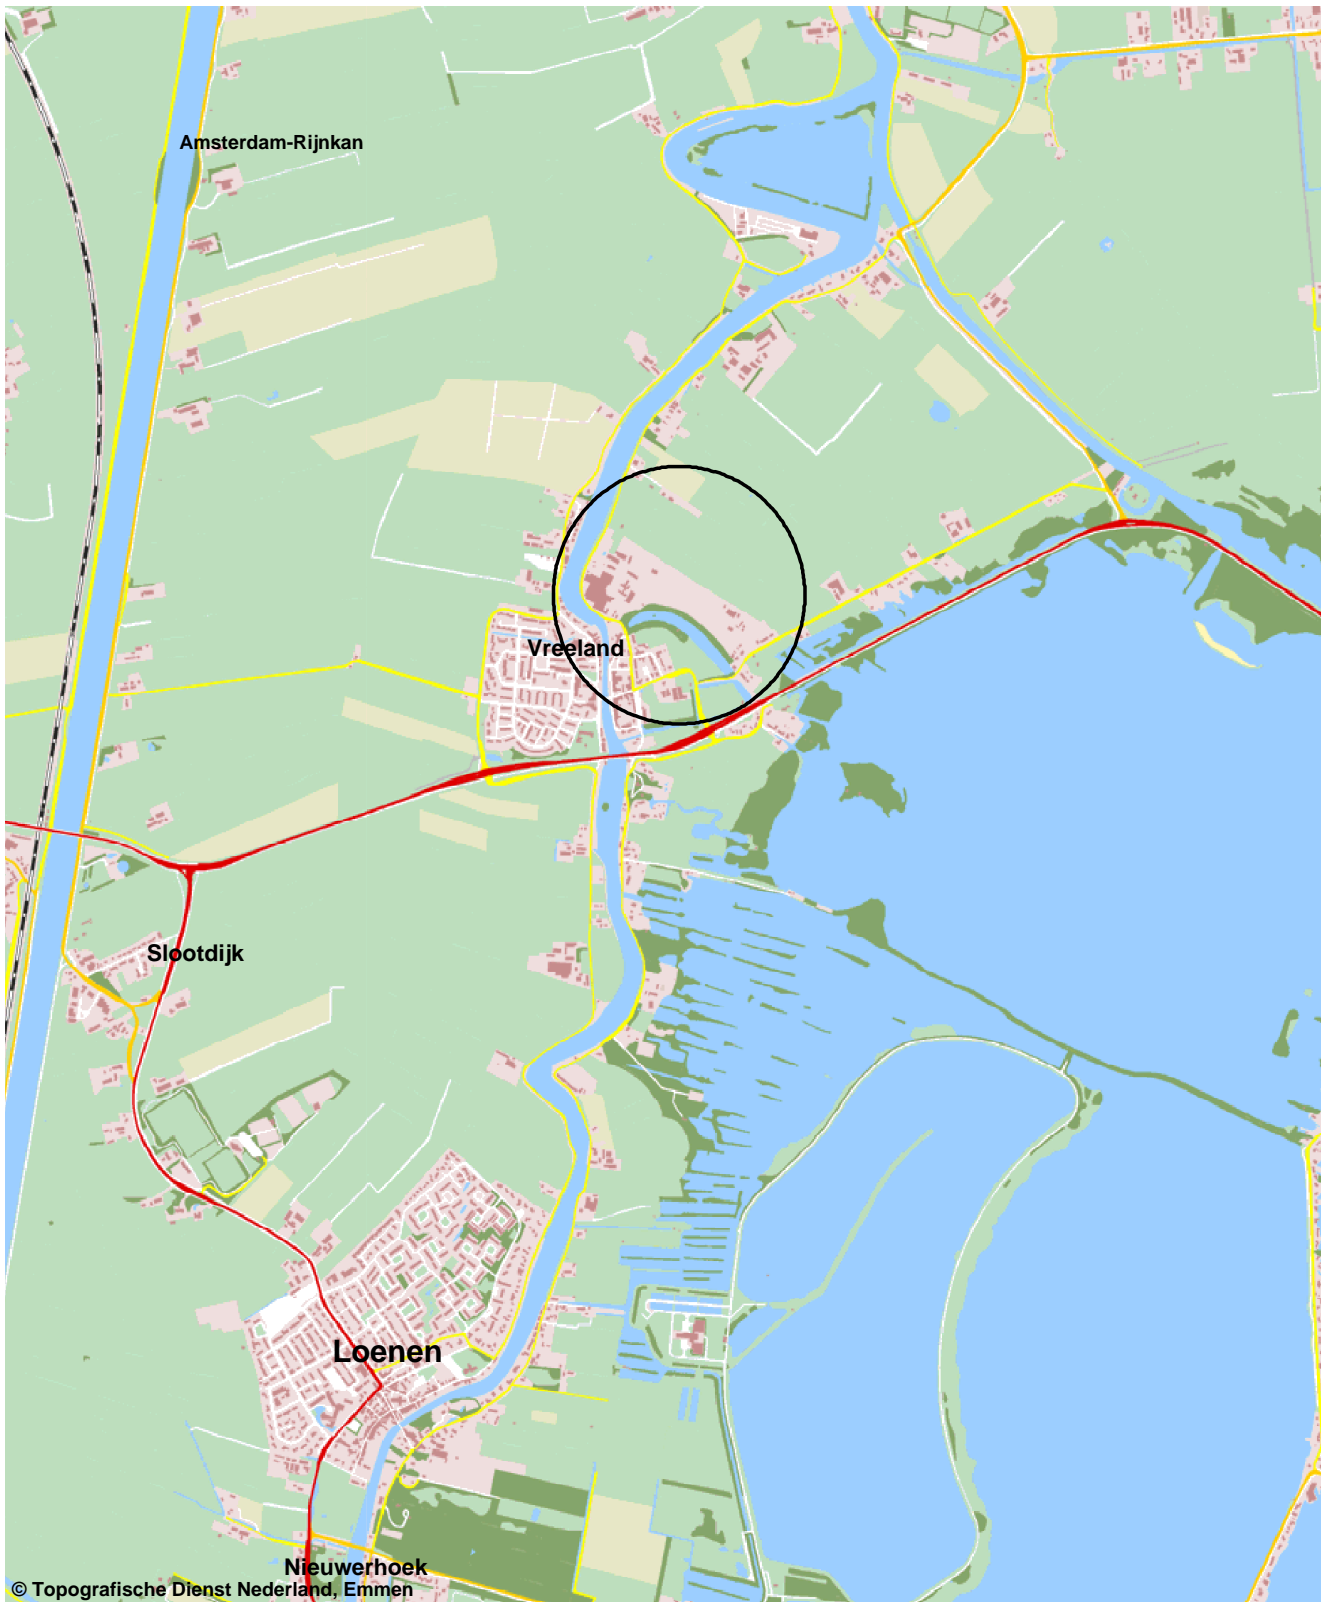 Amsterdam-Rijnkan
Vreeland
Slootdijk
Loenen
Nieuwerhoek
© Topografische Dienst Nederland, Emmen